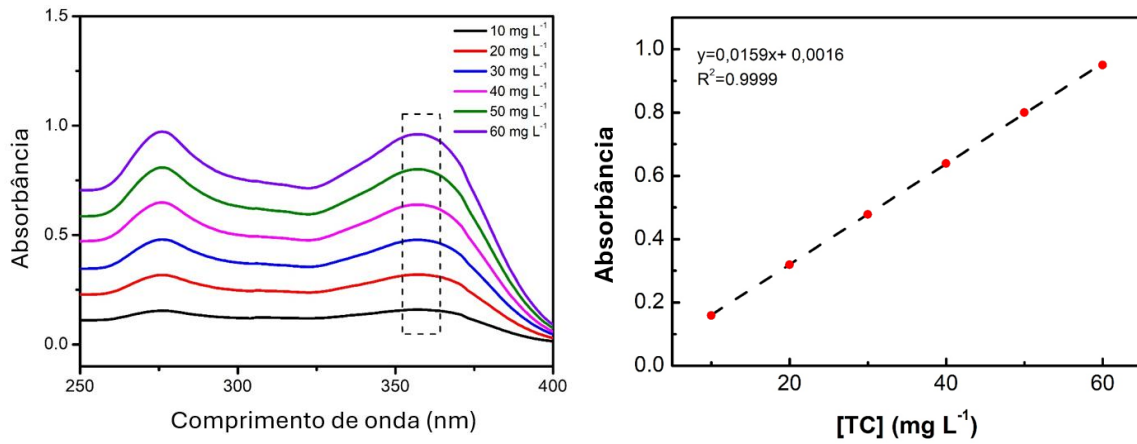 1.5
1.0
0.5
0.0
250
300
350
400
Absorbância
Comprimento de onda (nm)
10 mg L⁻¹
20 mg L⁻¹
30 mg L⁻¹
40 mg L⁻¹
50 mg L⁻¹
60 mg L⁻¹
y=0,0159x+ 0,0016
R²=0.9999
1.0
0.8
0.6
0.4
0.2
0.0
20
40
60
Absorbância
[TC] (mg L⁻¹)